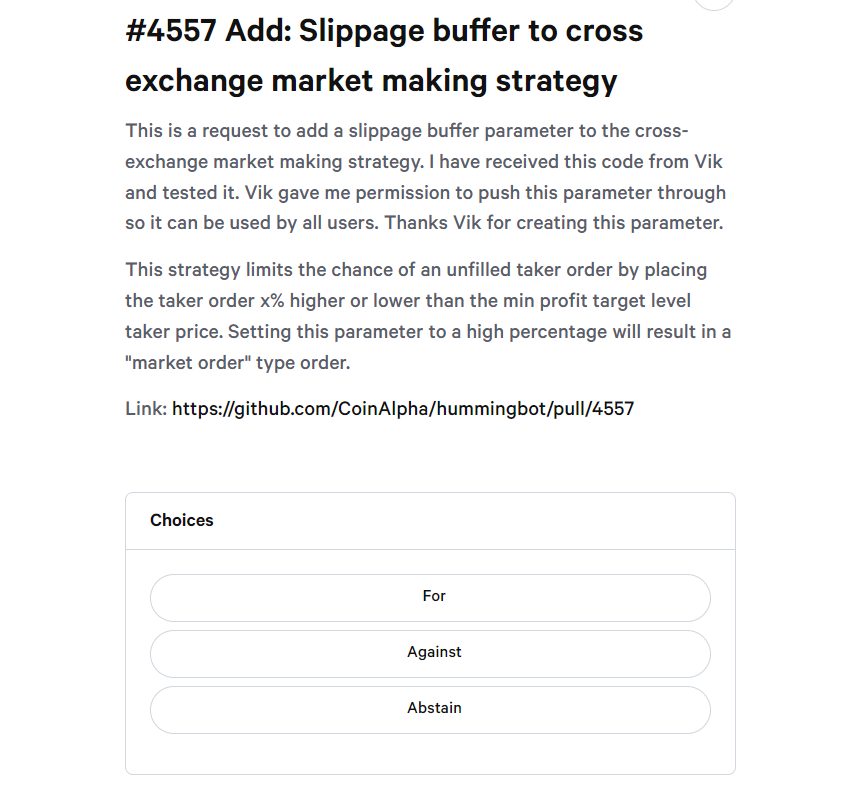 #4557 Add: Slippage buffer to cross
exchange market making strategy
This is a request to add a slippage buffer parameter to the cross-
exchange market making strategy. I have received this code from Vik
and tested it. Vik gave me permission to push this parameter through
so it can be used by all users. Thanks Vik for creating this parameter.
This strategy limits the chance of an unfilled taker order by placing
the taker order x% higher or lower than the min profit target level
taker price. Setting this parameter to a high percentage will result in a
"market order" type order.
Link: https://github.com/CoinAlpha/hummingbot/pull/4557
Choices
For
Against
Abstain